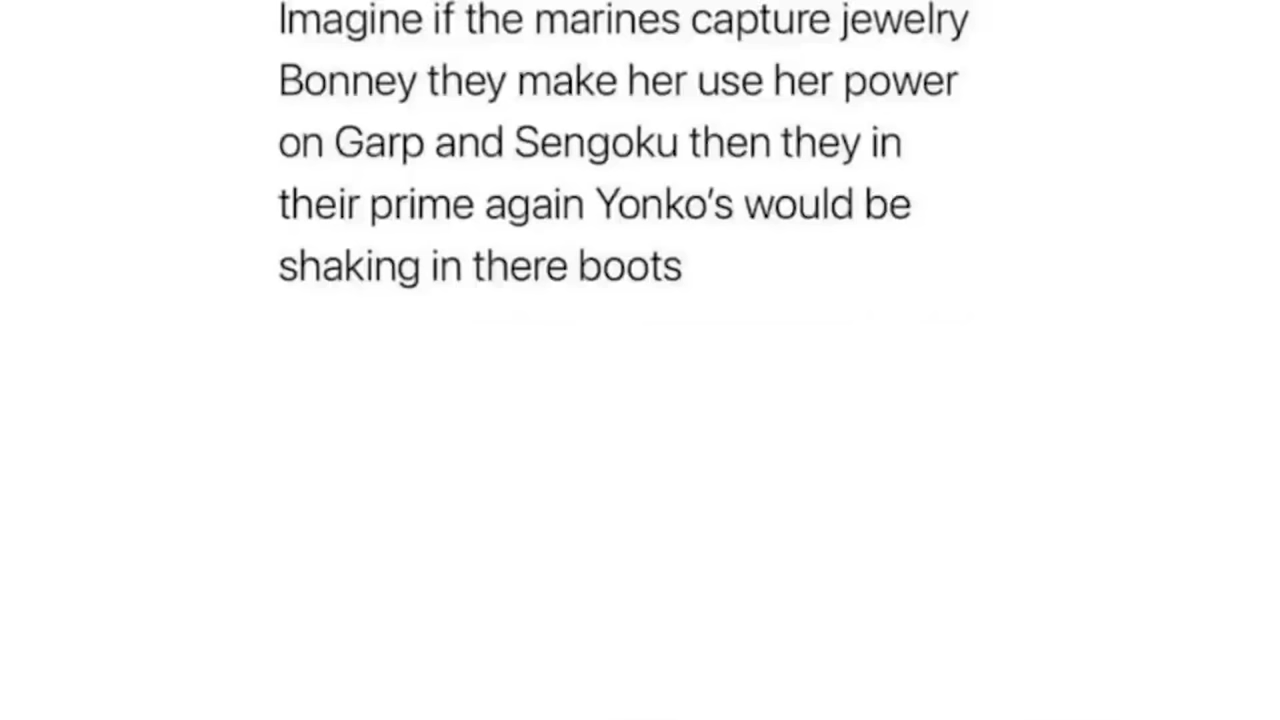 Imagine if the marines capture jewelry
Bonney they make her use her power
on Garp and Sengoku then they in
their prime again Yonko’s would be
shaking in there boots